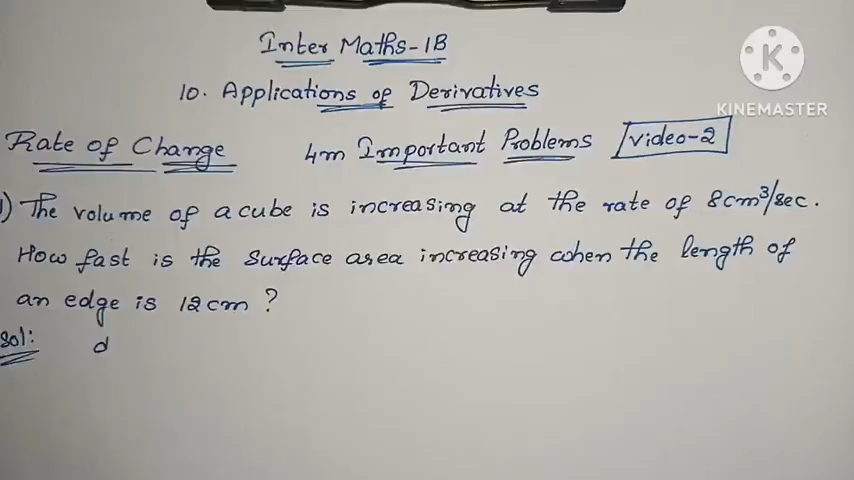 Inter Maths-1B
K
KINEMASTER
10. Applications of Derivatives
Rate of Change 4m Important Problems video-2
1) The volume of a cube is increasing at the rate of 8cm³/sec.
How fast is the surface area increasing when the length of
an edge is 12cm?
Sol: d